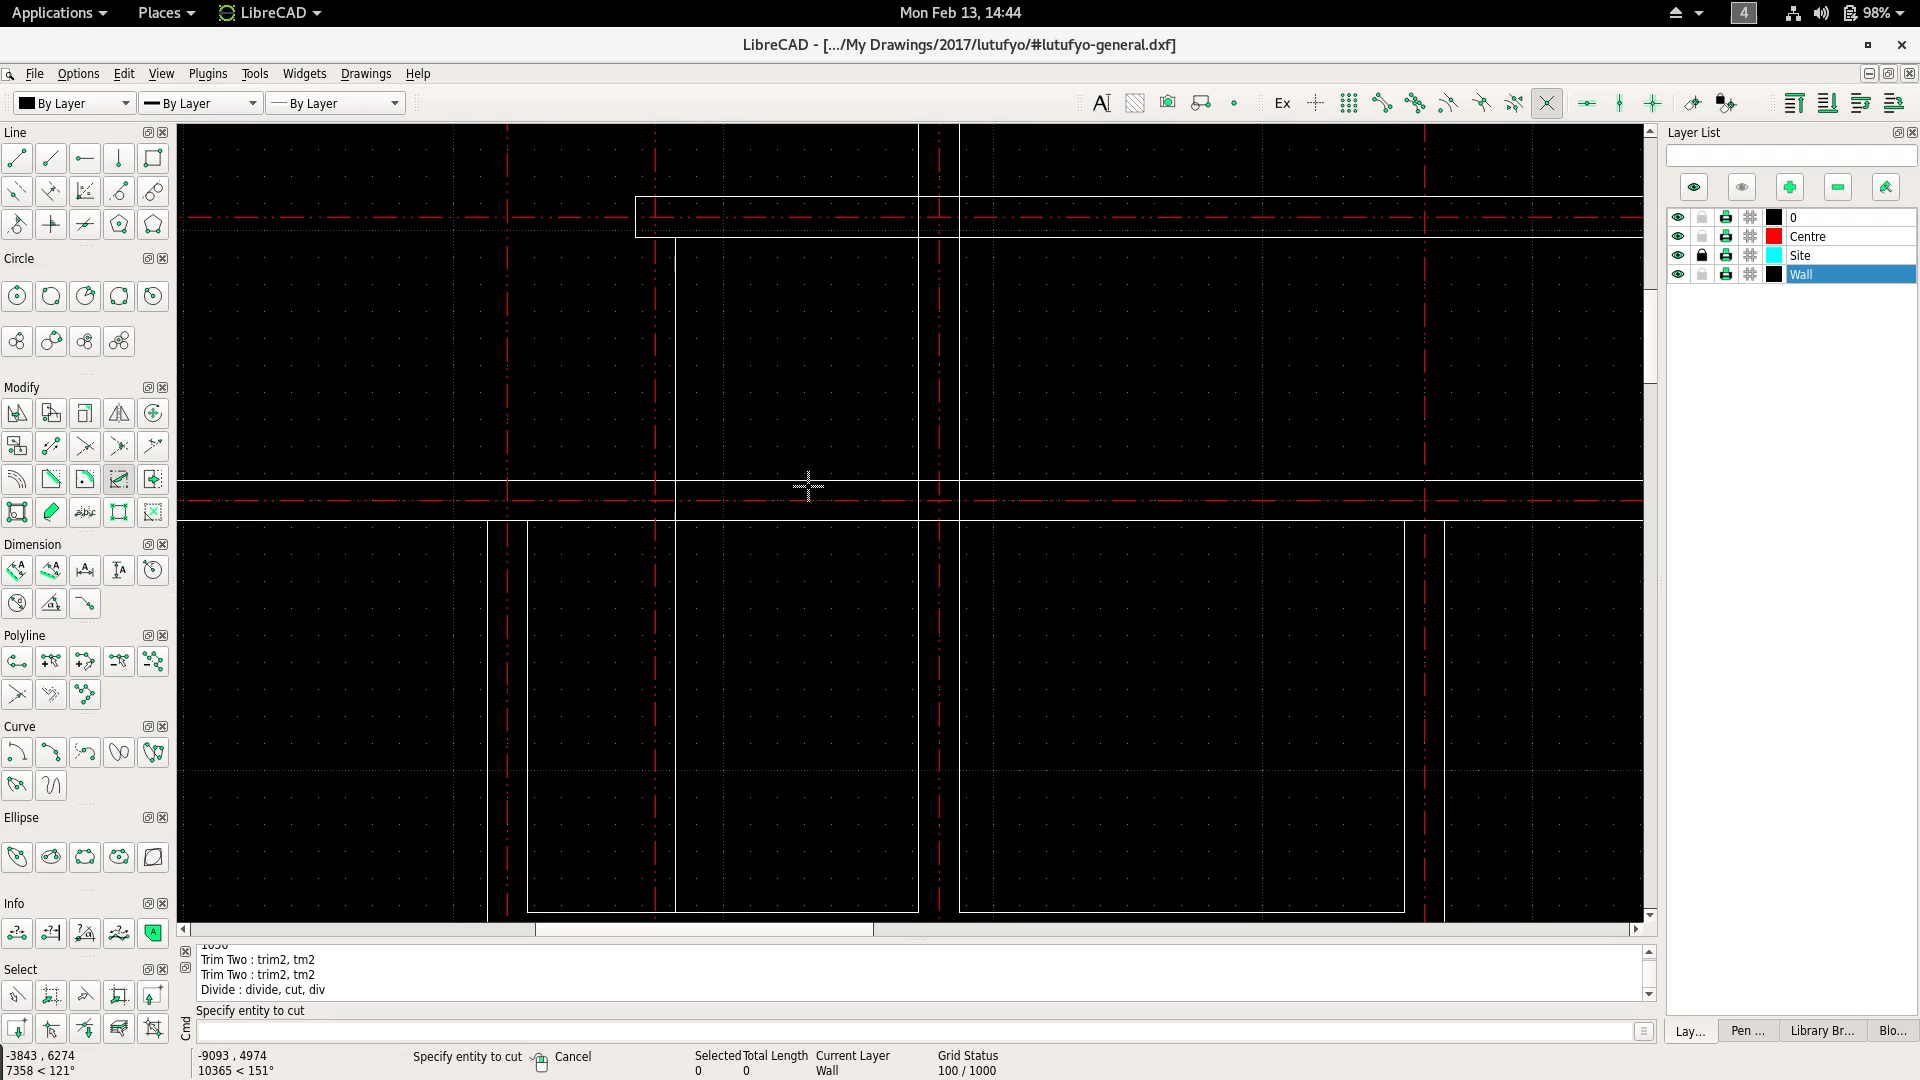 Applications Places LibreCAD Mon Feb 13, 14:44 4 98%
LibreCAD - [.../My Drawings/2017/lutufyo/#lutufyo-general.dxf]
File Options Edit View Plugins Tools Widgets Drawings Help
By Layer By Layer By Layer Ex
Line
Layer List
0
Centre
Site
Wall
Circle
Modify
Dimension
Polyline
Curve
Ellipse
Info
Select
Trim Two : trim2, tm2
Trim Two : trim2, tm2
Divide : divide, cut, div
Specify entity to cut
Cmd
Lay... Pen ... Library Br... Blo...
-3843 , 6274 -9093 , 4974 Specify entity to cut Cancel Selected Total Length Current Layer Grid Status
7358 < 121° 10365 < 151° 0 0 Wall 100 / 1000